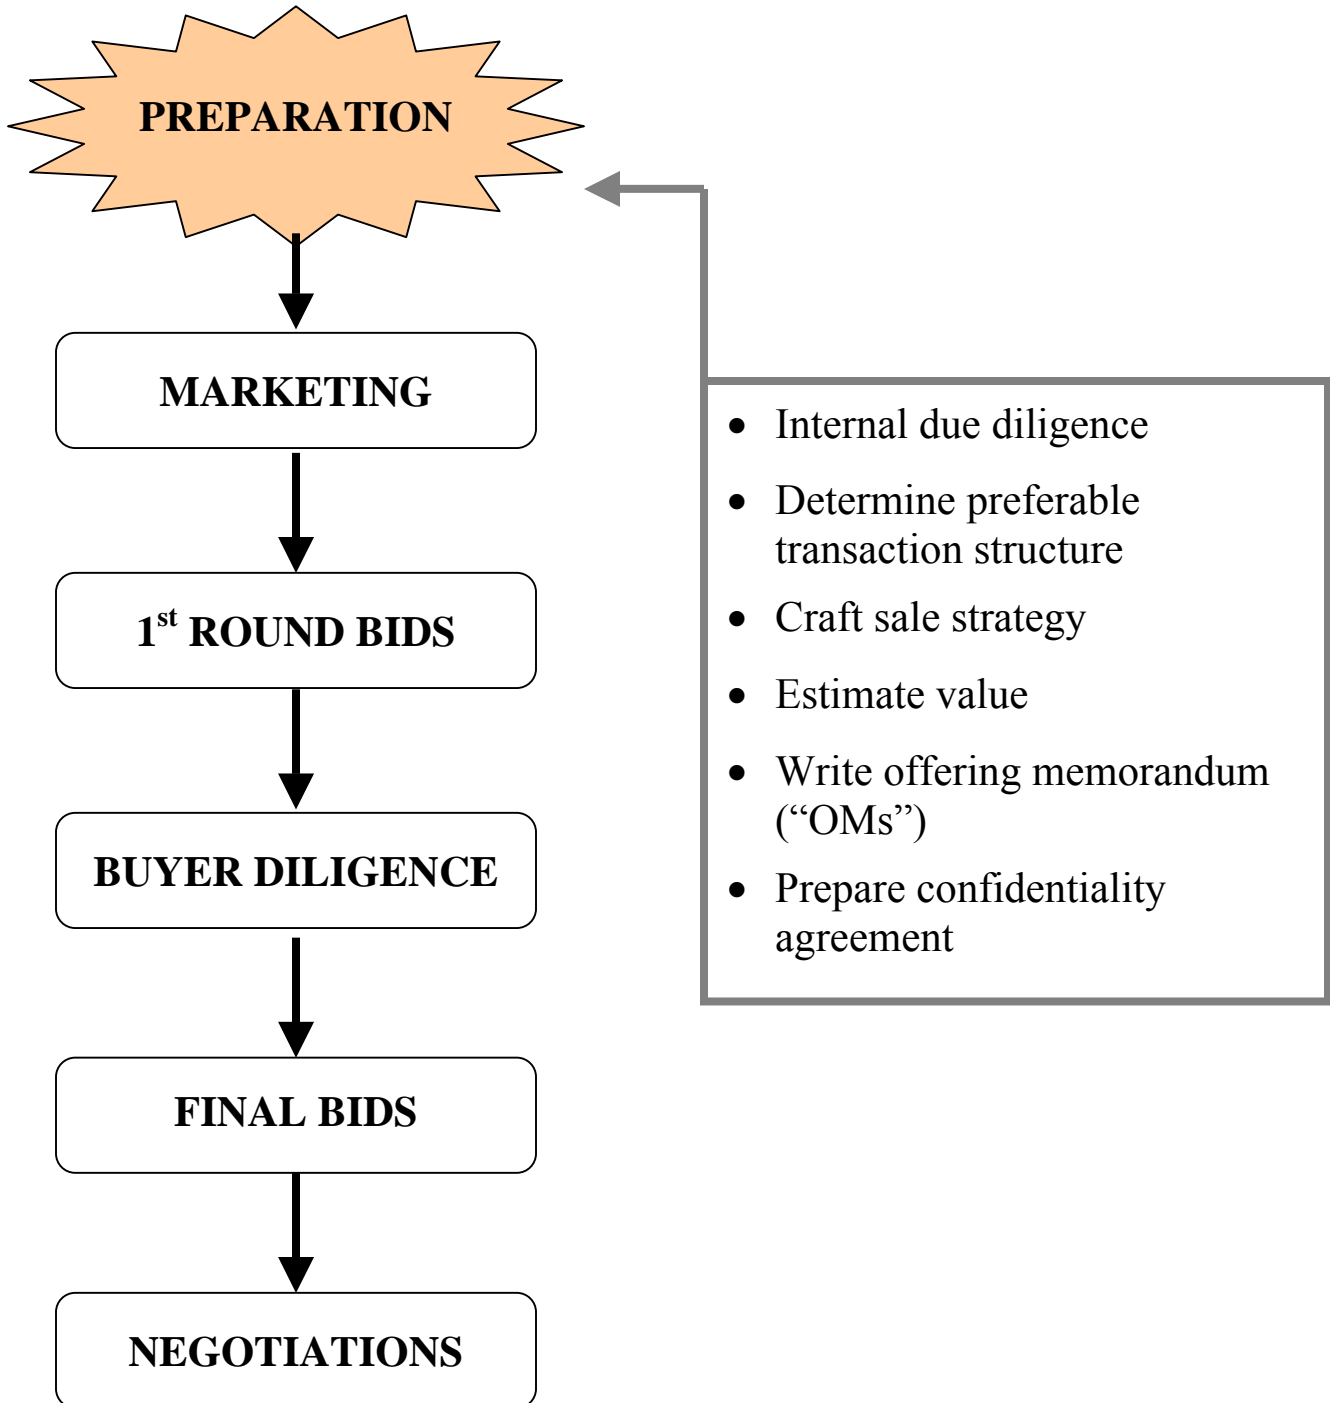 PREPARATION
MARKETING
1st ROUND BIDS
BUYER DILIGENCE
FINAL BIDS
NEGOTIATIONS
• Internal due diligence
• Determine preferable
transaction structure
• Craft sale strategy
• Estimate value
• Write offering memorandum
(“OMs”)
• Prepare confidentiality
agreement